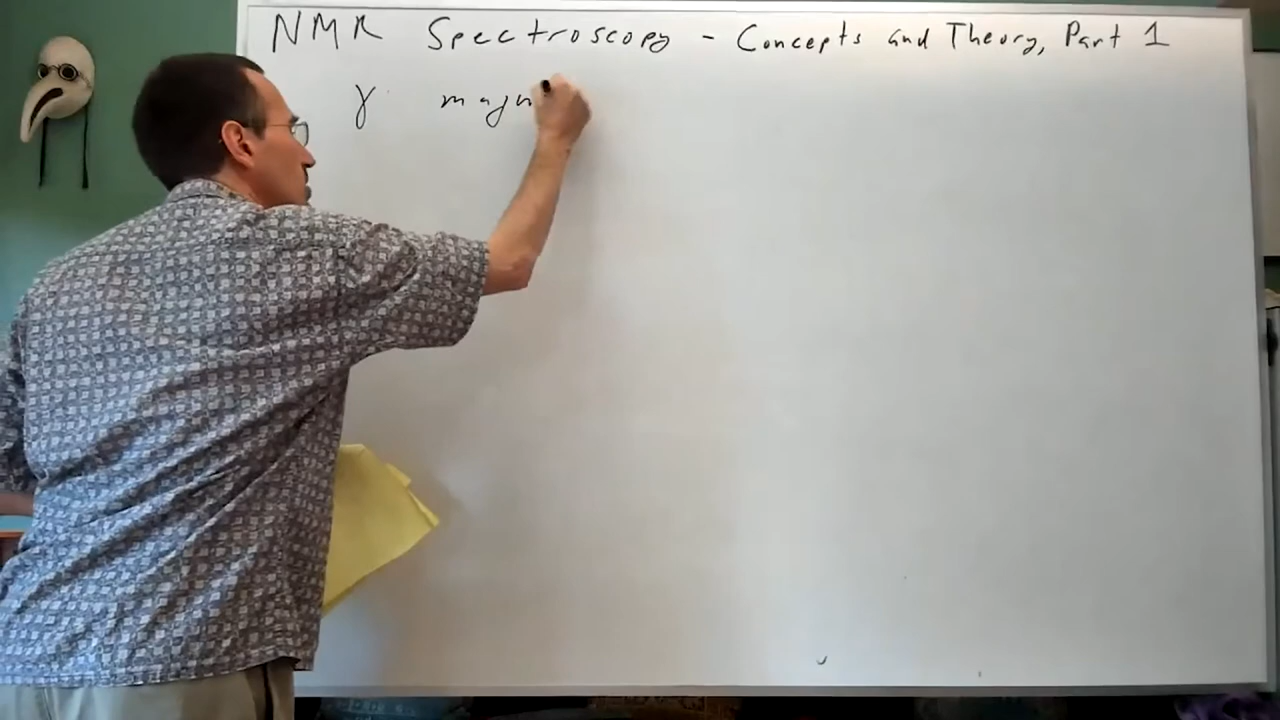 NMR Spectroscopy - Concepts and Theory, Part 1
γ magn